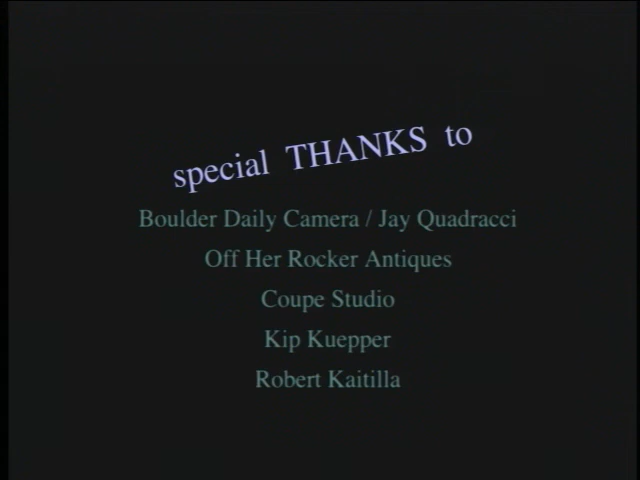 special THANKS to
Boulder Daily Camera / Jay Quadracci
Off Her Rocker Antiques
Coupe Studio
Kip Kuepper
Robert Kaitilla